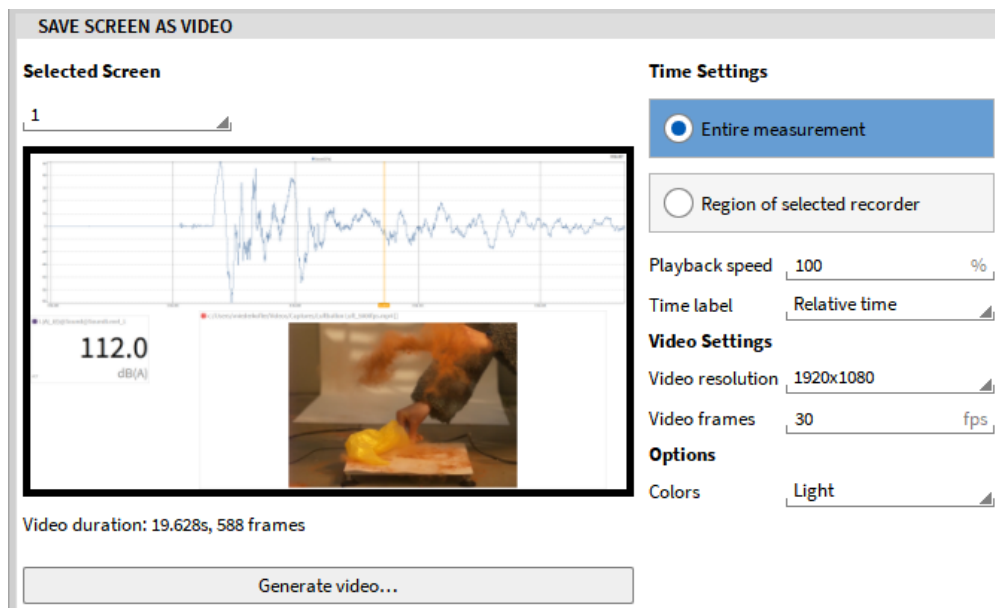 SAVE SCREEN AS VIDEO
Selected Screen
1
112.0
dB(A)
Video duration: 19.628s, 588 frames
Generate video...
Time Settings
Entire measurement
Region of selected recorder
Playback speed 100 %
Time label Relative time
Video Settings
Video resolution 1920x1080
Video frames 30 fps
Options
Colors Light